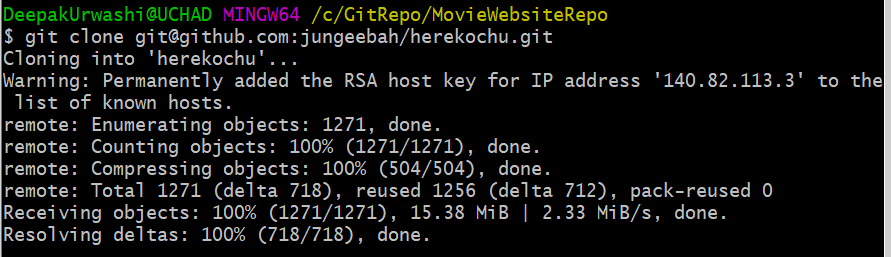 DeepakUrwashi@UCHAD MINGW64 /c/GitRepo/MovieWebsiteRepo
$ git clone git@github.com:jungeebah/herekochu.git
Cloning into 'herekochu'...
Warning: Permanently added the RSA host key for IP address '140.82.113.3' to the
 list of known hosts.
remote: Enumerating objects: 1271, done.
remote: Counting objects: 100% (1271/1271), done.
remote: Compressing objects: 100% (504/504), done.
remote: Total 1271 (delta 718), reused 1256 (delta 712), pack-reused 0
Receiving objects: 100% (1271/1271), 15.38 MiB | 2.33 MiB/s, done.
Resolving deltas: 100% (718/718), done.